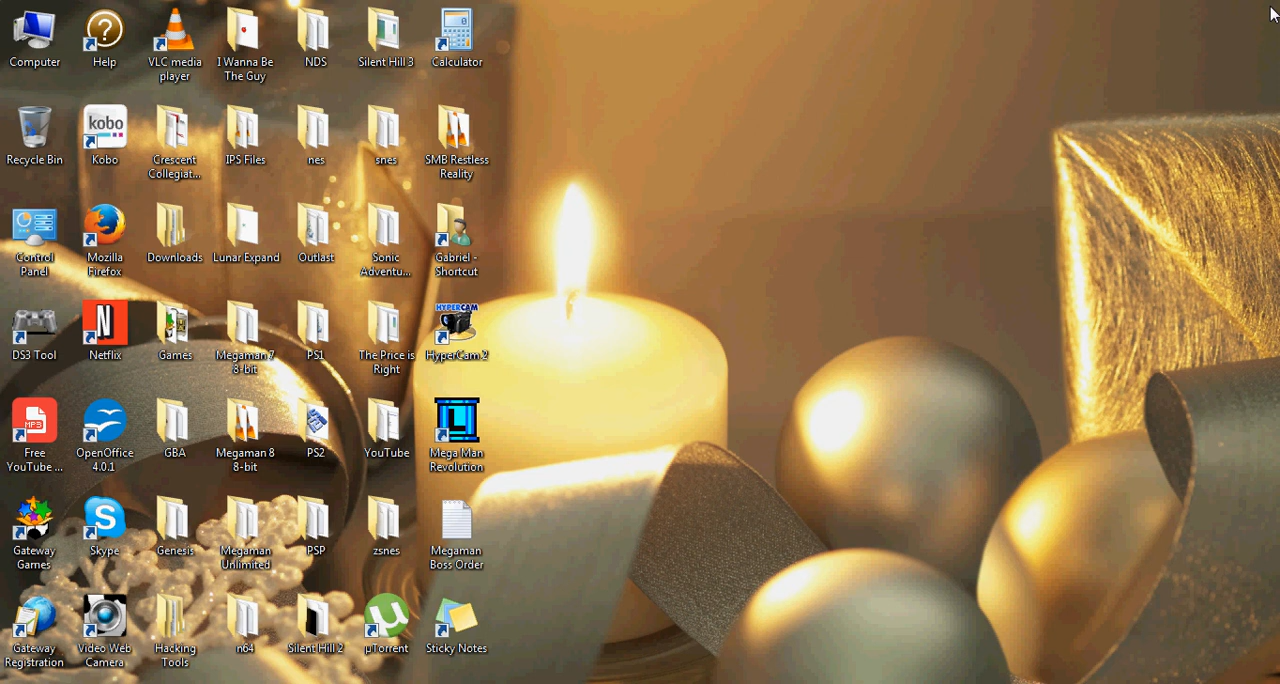 Computer
Help
VLC media
player
I Wanna Be
The Guy
NDS
Silent Hill 3
Calculator
Recycle Bin
kobo
Kobo
Crescent
Collegiat...
IPS Files
nes
snes
SMB Restless
Reality
Control
Panel
Mozilla
Firefox
Downloads
Lunar Expand
Outlast
Sonic
Adventu...
Gabriel -
Shortcut
DS3 Tool
N
Netflix
Games
Megaman 7
8-bit
PS1
The Price is
Right
HYPERCAM
HyperCam 2
MP3
Free
YouTube ...
OpenOffice
4.0.1
GBA
Megaman 8
8-bit
PS2
YouTube
Mega Man
Revolution
Gateway
Games
Skype
Genesis
Megaman
Unlimited
PSP
zsnes
Megaman
Boss Order
Gateway
Registration
Video Web
Camera
Hacking
Tools
n64
Silent Hill 2
µTorrent
Sticky Notes